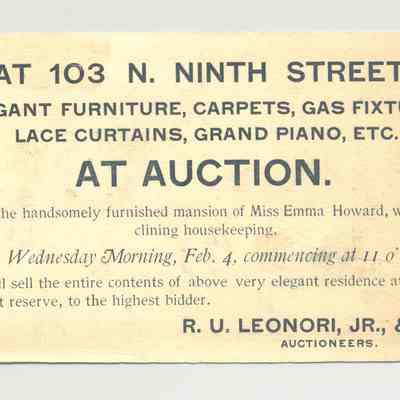 AT 103 N. NINTH STREET
GANT FURNITURE, CARPETS, GAS FIXTU
LACE CURTAINS, GRAND PIANO, ETC.
AT AUCTION.
he handsomely furnished mansion of Miss Emma Howard, w
clining housekeeping.
Wednesday Morning, Feb. 4, commencing at 11 o'
ll sell the entire contents of above very elegant residence at
t reserve, to the highest bidder.
R. U. LEONORI, JR., &
AUCTIONEERS.